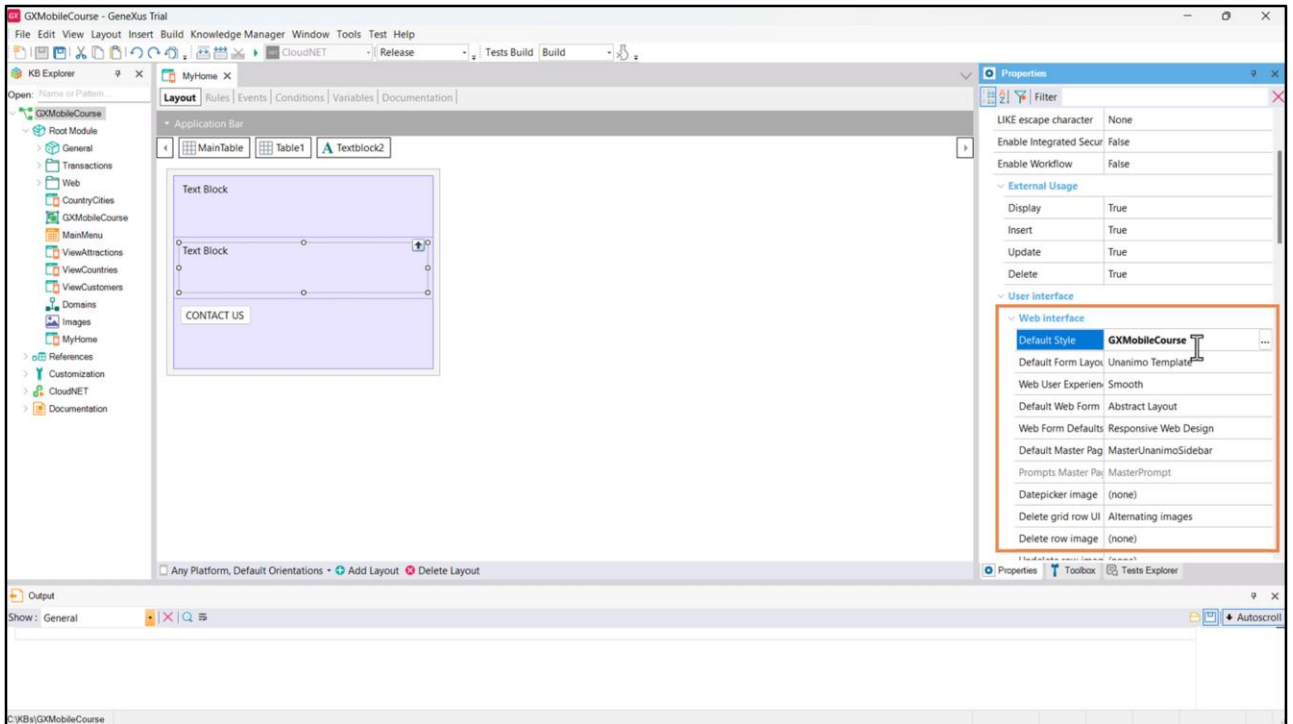 GX GXMobileCourse - GeneXus Trial
File Edit View Layout Insert Build Knowledge Manager Window Tools Test Help
CloudNET Release Tests Build Build
KB Explorer
Open: Name or Pattern...
GXMobileCourse
Root Module
General
Transactions
Web
CountryCities
GXMobileCourse
MainMenu
ViewAttractions
ViewCountries
ViewCustomers
Domains
Images
MyHome
References
Customization
CloudNET
Documentation
MyHome
Layout Rules Events Conditions Variables Documentation
Application Bar
MainTable Table1 A Textblock2
Text Block
Text Block
CONTACT US
Any Platform, Default Orientations Add Layout Delete Layout
Properties
Filter
LIKE escape character None
Enable Integrated Secur False
Enable Workflow False
External Usage
Display True
Insert True
Update True
Delete True
User interface
Web interface
Default Style GXMobileCourse ...
Default Form Layou Unanimo Template
Web User Experien Smooth
Default Web Form Abstract Layout
Web Form Defaults Responsive Web Design
Default Master Pag MasterUnanimoSidebar
Prompts Master Pa MasterPrompt
Datepicker image (none)
Delete grid row UI Alternating images
Delete row image (none)
Properties Toolbox Tests Explorer
Output
Show: General Autoscroll
C:\KBs\GXMobileCourse